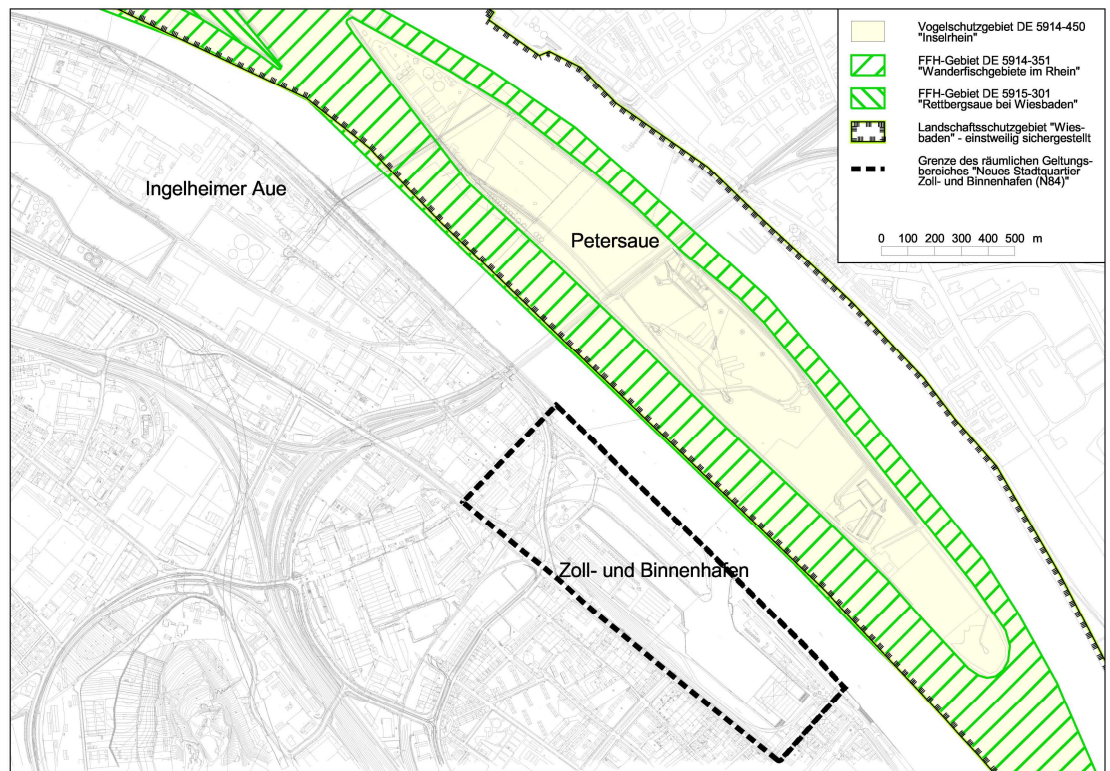 Vogelschutzgebiet DE 5914-450
"Inselrhein"
FFH-Gebiet DE 5914-351
"Wanderfischgebiete im Rhein"
FFH-Gebiet DE 5915-301
"Rettbergsaue bei Wiesbaden"
Landschaftsschutzgebiet "Wies-
baden" - einstweilig sichergestellt
Grenze des räumlichen Geltungs-
bereiches "Neues Stadtquartier
Zoll- und Binnenhafen (N84)"
0 100 200 300 400 500 m
Ingelheimer Aue
Petersaue
Zoll- und Binnenhafen